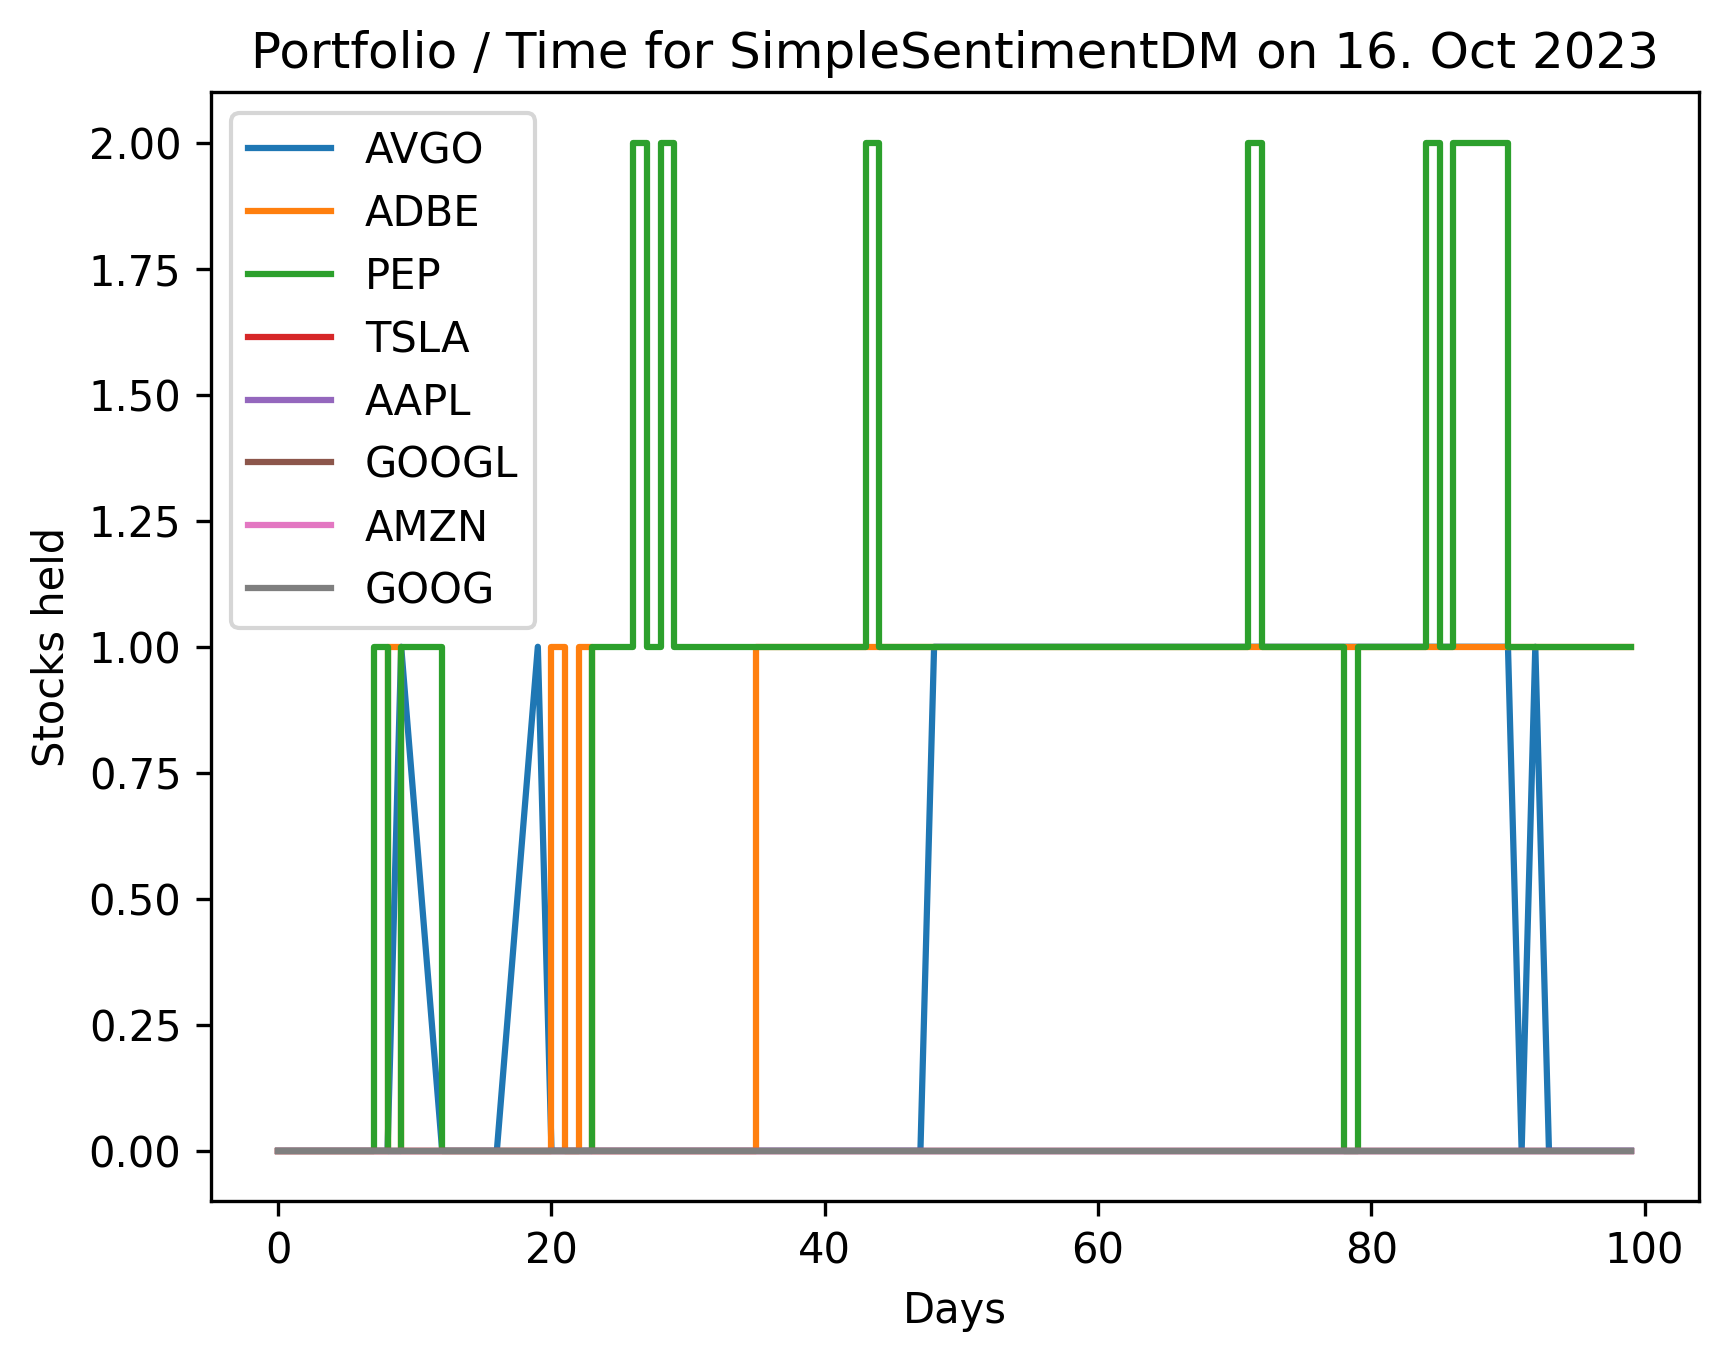 Portfolio / Time for SimpleSentimentDM on 16. Oct 2023
AVGO
ADBE
PEP
TSLA
AAPL
GOOGL
AMZN
GOOG
2.00
1.75
1.50
1.25
1.00
0.75
0.50
0.25
0.00
Stocks held
0 20 40 60 80 100
Days